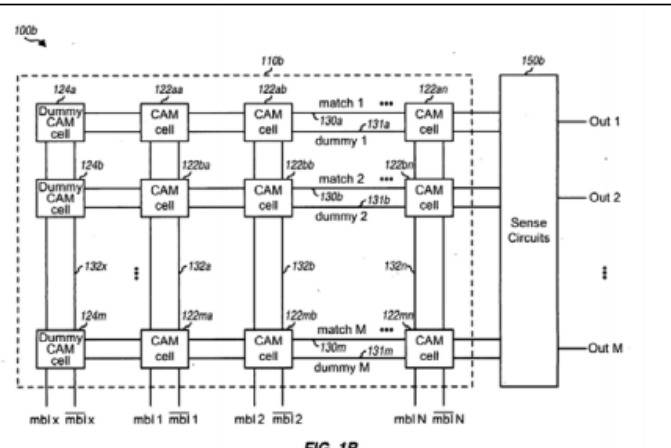 100b
110b
150b
124a 122aa 122ab 122an
Dummy CAM cell CAM cell CAM cell match 1 ••• CAM cell
130a 131a
dummy 1
Out 1
124b 122ba 122bb 122bn
Dummy CAM cell CAM cell CAM cell match 2 ••• CAM cell
130b 131b
dummy 2
Out 2
Sense Circuits
132x 132a 132b 132n
124m 122ma 122mb 122mn
Dummy CAM cell CAM cell CAM cell match M ••• CAM cell
130m 131m
dummy M
Out M
mbl x m̅b̅l̅ x mbl 1 m̅b̅l̅ 1 mbl 2 m̅b̅l̅ 2 mbl N m̅b̅l̅ N
FIG. 1B